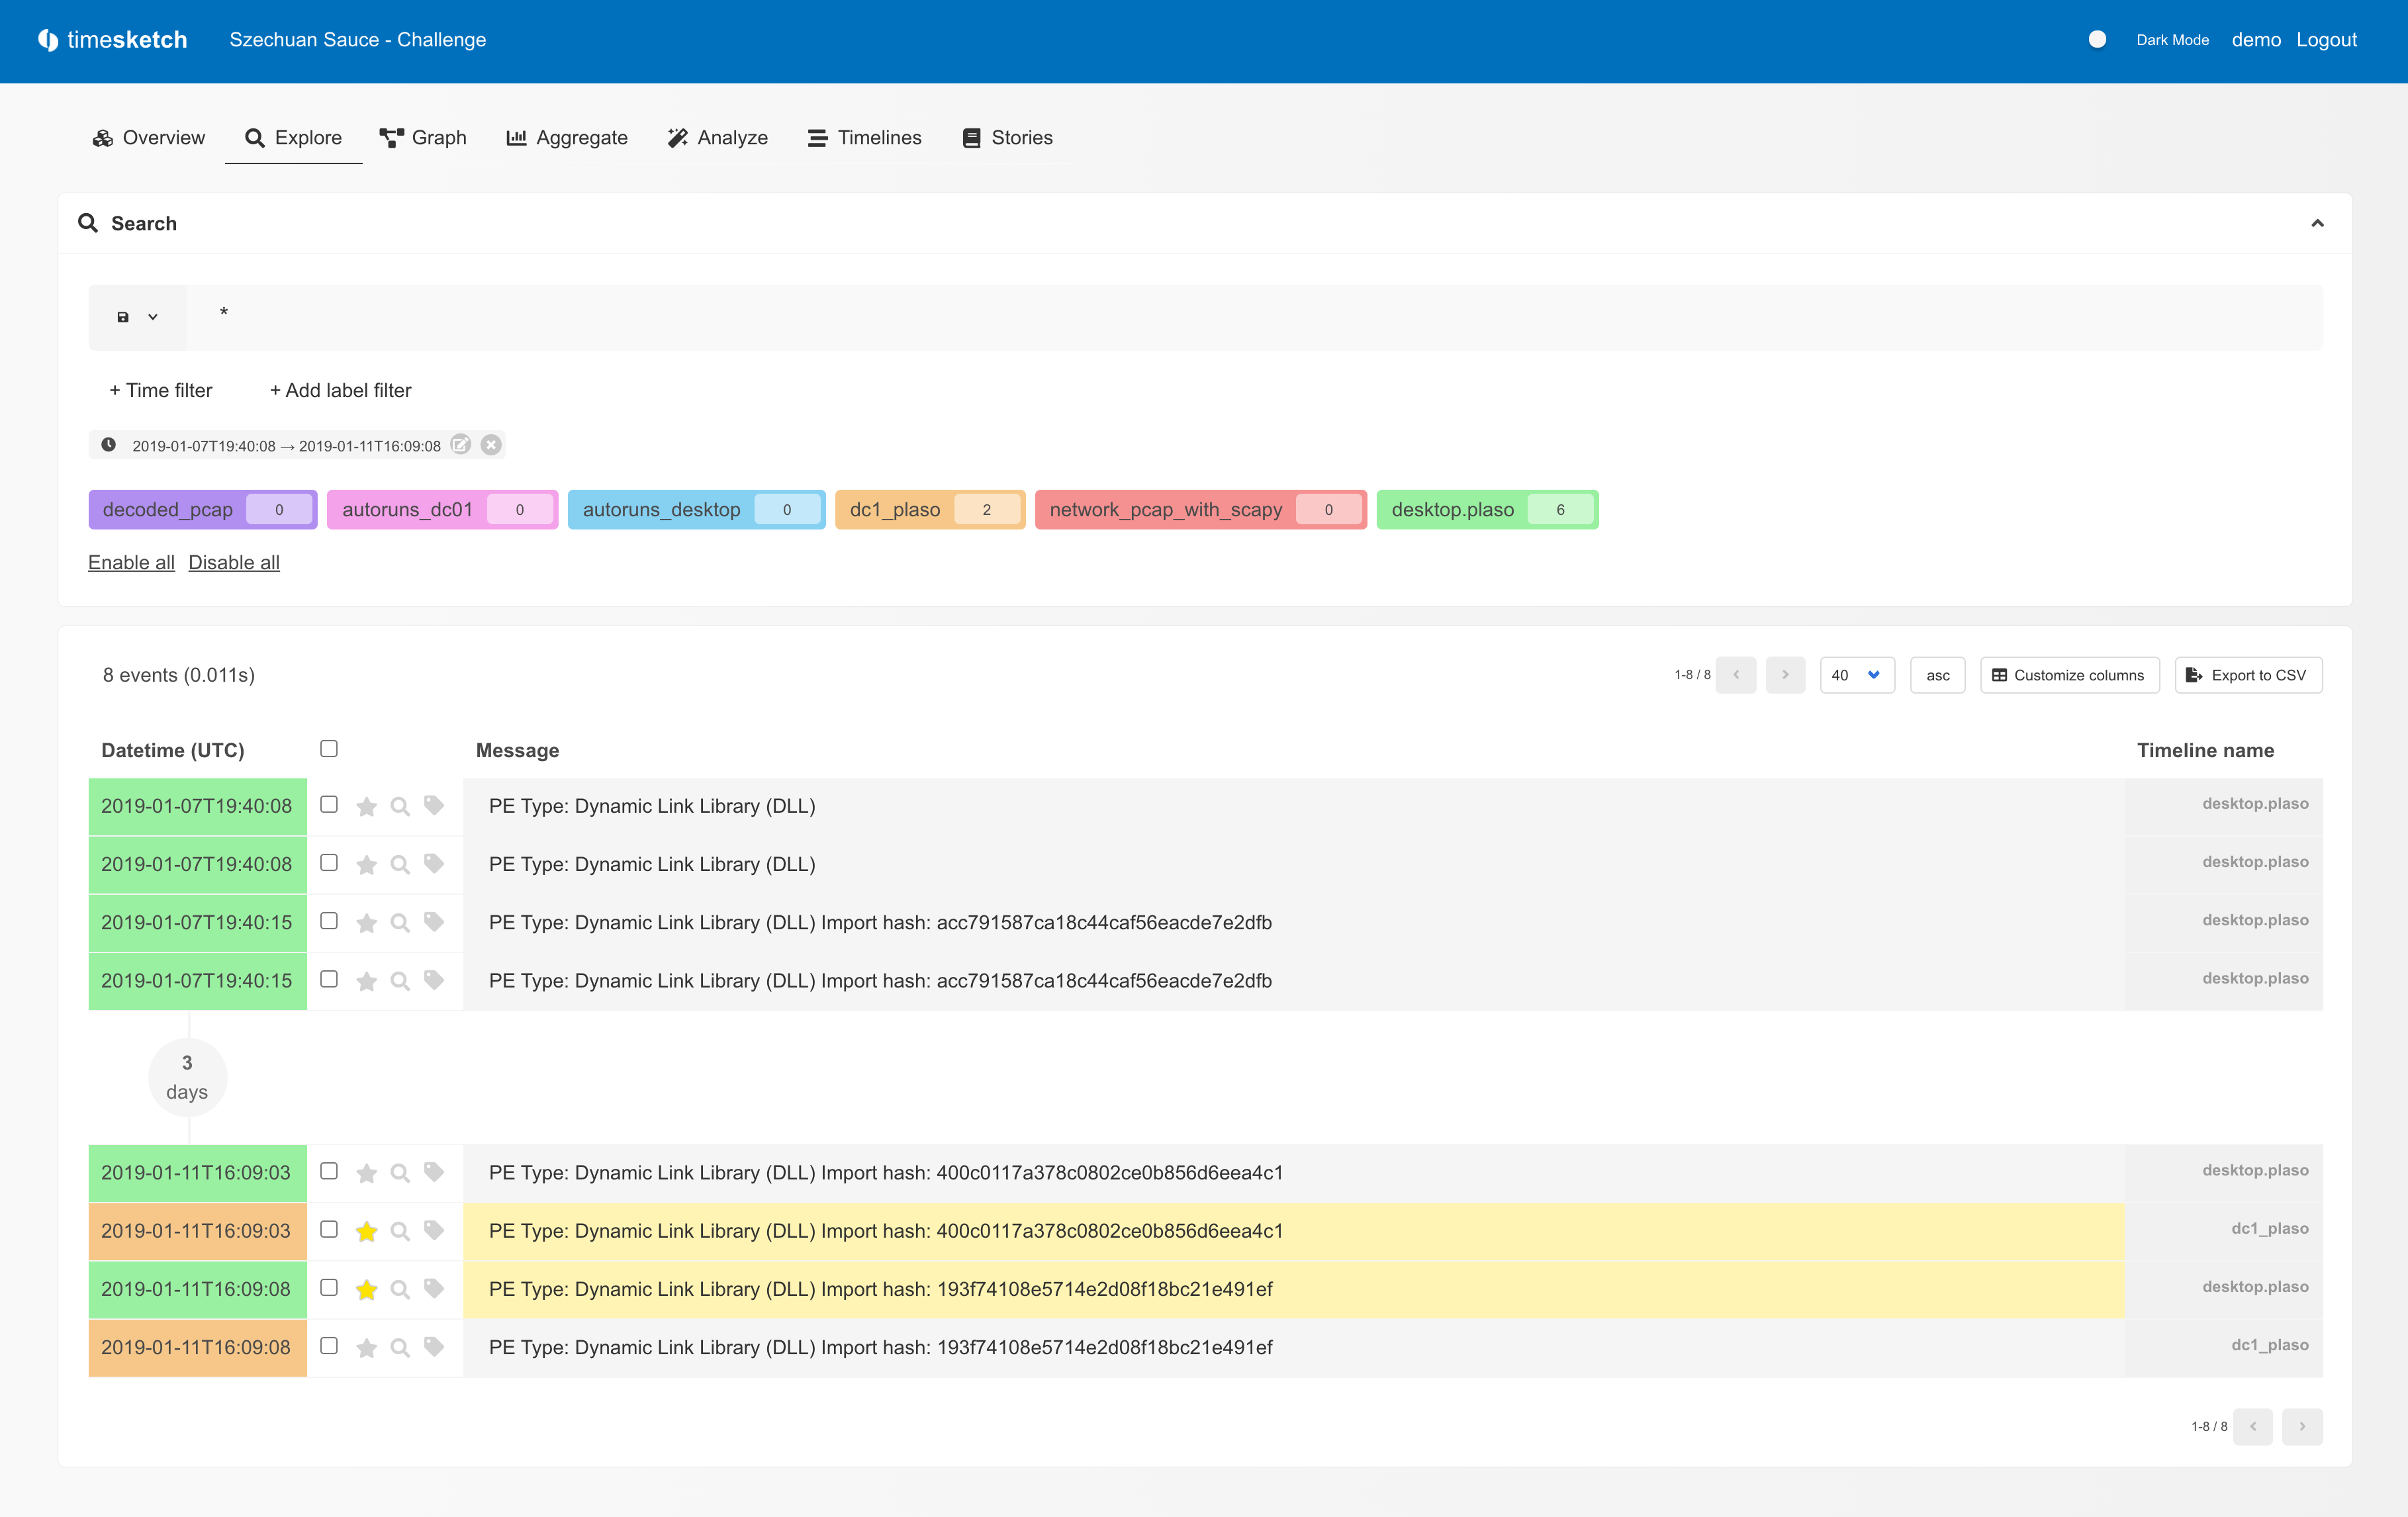 timesketch Szechuan Sauce - Challenge Dark Mode demo Logout
Overview Explore Graph Aggregate Analyze Timelines Stories
Search
*
+ Time filter + Add label filter
2019-01-07T19:40:08 → 2019-01-11T16:09:08
decoded_pcap 0 autoruns_dc01 0 autoruns_desktop 0 dc1_plaso 2 network_pcap_with_scapy 0 desktop.plaso 6
Enable all Disable all
8 events (0.011s) 1-8 / 8 40 asc Customize columns Export to CSV
Datetime (UTC) Message Timeline name
2019-01-07T19:40:08 PE Type: Dynamic Link Library (DLL) desktop.plaso
2019-01-07T19:40:08 PE Type: Dynamic Link Library (DLL) desktop.plaso
2019-01-07T19:40:15 PE Type: Dynamic Link Library (DLL) Import hash: acc791587ca18c44caf56eacde7e2dfb desktop.plaso
2019-01-07T19:40:15 PE Type: Dynamic Link Library (DLL) Import hash: acc791587ca18c44caf56eacde7e2dfb desktop.plaso
3
days
2019-01-11T16:09:03 PE Type: Dynamic Link Library (DLL) Import hash: 400c0117a378c0802ce0b856d6eea4c1 desktop.plaso
2019-01-11T16:09:03 PE Type: Dynamic Link Library (DLL) Import hash: 400c0117a378c0802ce0b856d6eea4c1 dc1_plaso
2019-01-11T16:09:08 PE Type: Dynamic Link Library (DLL) Import hash: 193f74108e5714e2d08f18bc21e491ef desktop.plaso
2019-01-11T16:09:08 PE Type: Dynamic Link Library (DLL) Import hash: 193f74108e5714e2d08f18bc21e491ef dc1_plaso
1-8 / 8